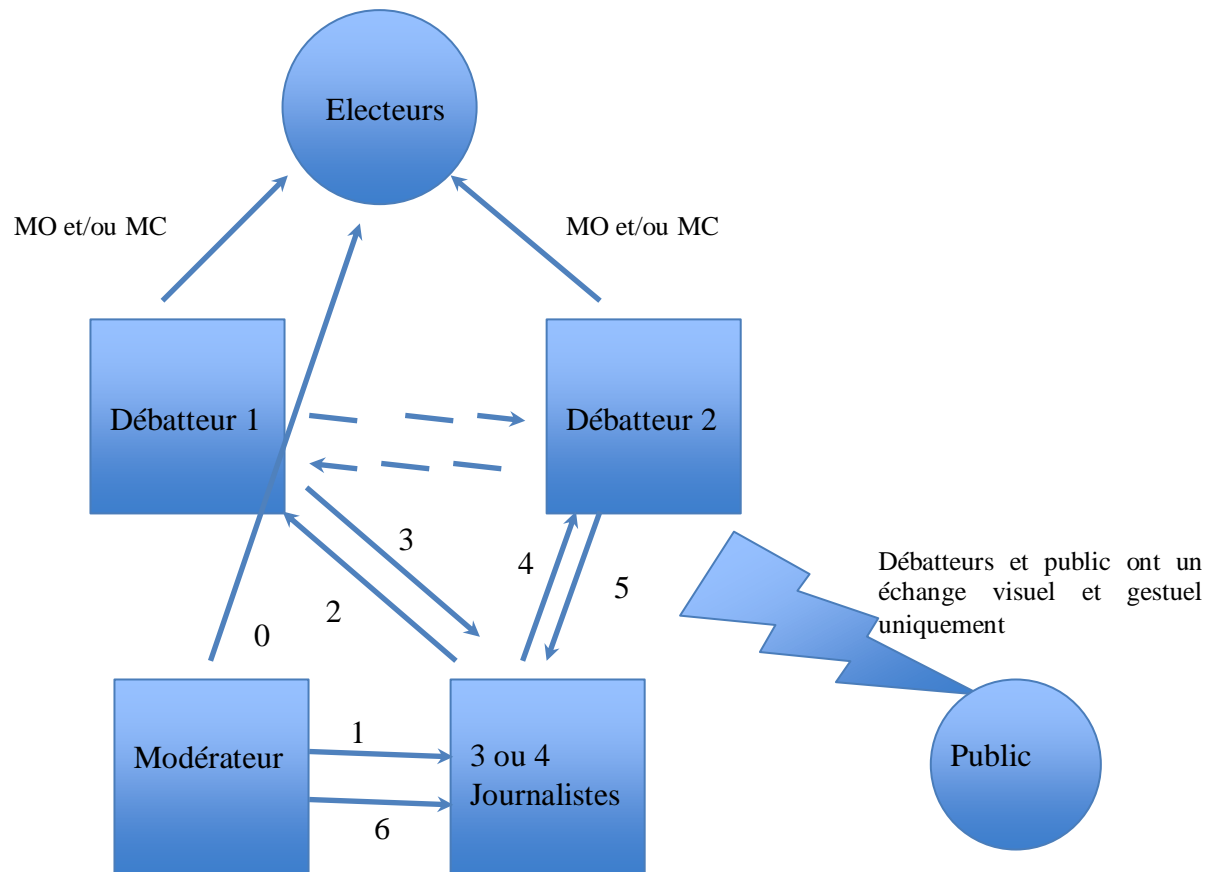 Electeurs
MO et/ou MC
MO et/ou MC
Débatteur 1
Débatteur 2
3
4
5
2
0
Débatteurs et public ont un
échange visuel et gestuel
uniquement
1
Modérateur
3 ou 4
Journalistes
Public
6